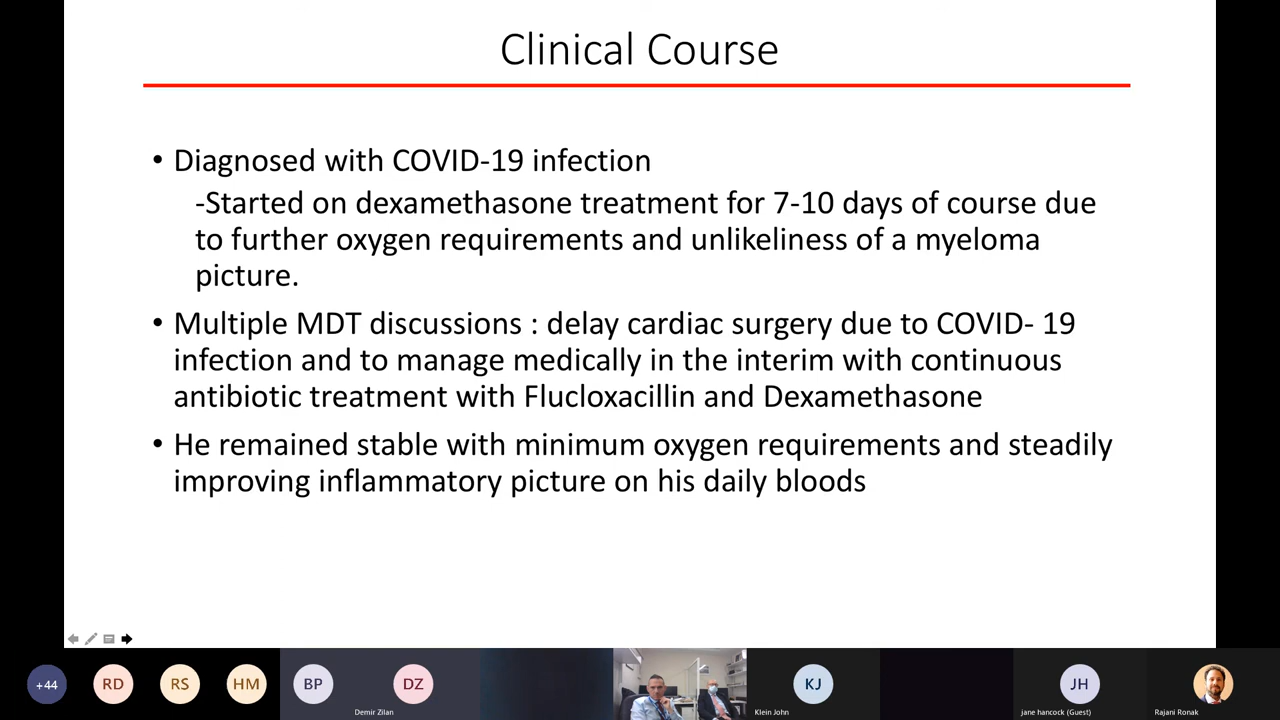 Clinical Course
• Diagnosed with COVID-19 infection
-Started on dexamethasone treatment for 7-10 days of course due
to further oxygen requirements and unlikeliness of a myeloma
picture.
• Multiple MDT discussions : delay cardiac surgery due to COVID- 19
infection and to manage medically in the interim with continuous
antibiotic treatment with Flucloxacillin and Dexamethasone
• He remained stable with minimum oxygen requirements and steadily
improving inflammatory picture on his daily bloods
+44
RD
RS
HM
BP
DZ
KJ
JH
Demir Zilan
Klein John
jane hancock (Guest)
Rajani Ronak